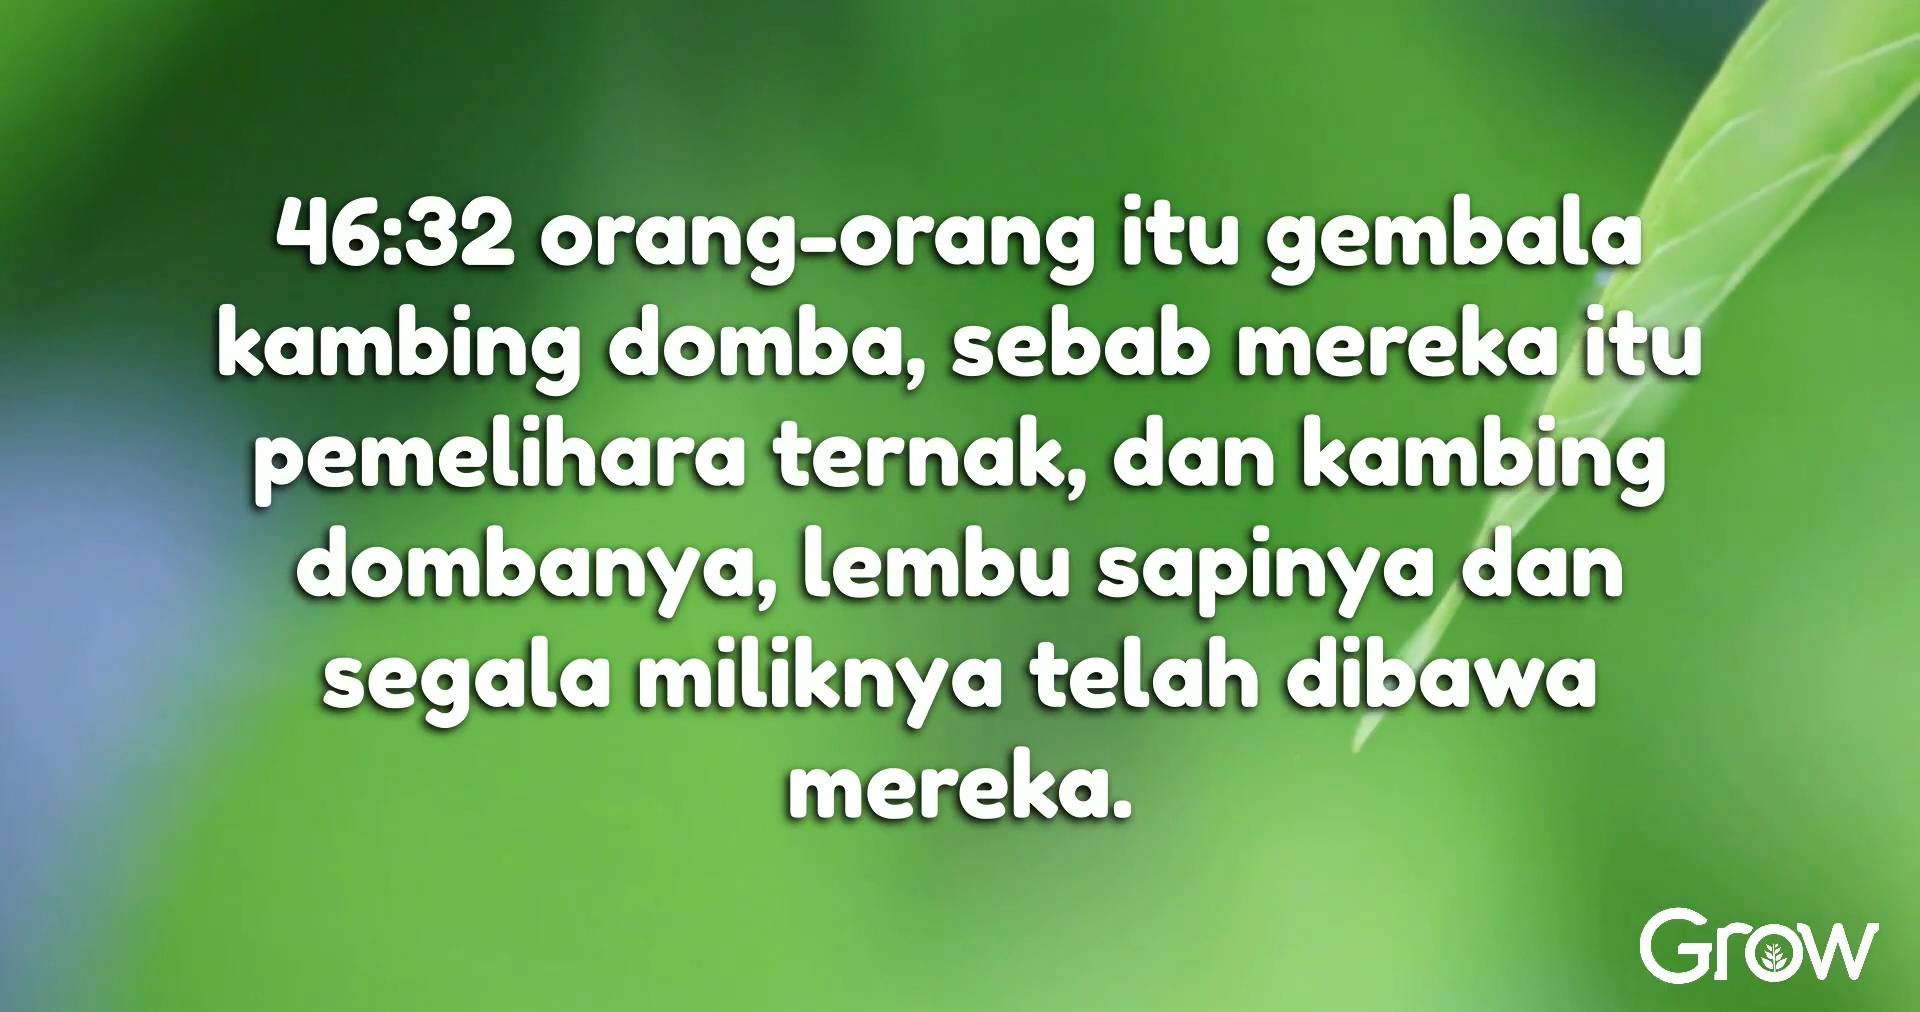 46:32 orang-orang itu gembala
kambing domba, sebab mereka itu
pemelihara ternak, dan kambing
dombanya, lembu sapinya dan
segala miliknya telah dibawa
mereka.
Grow